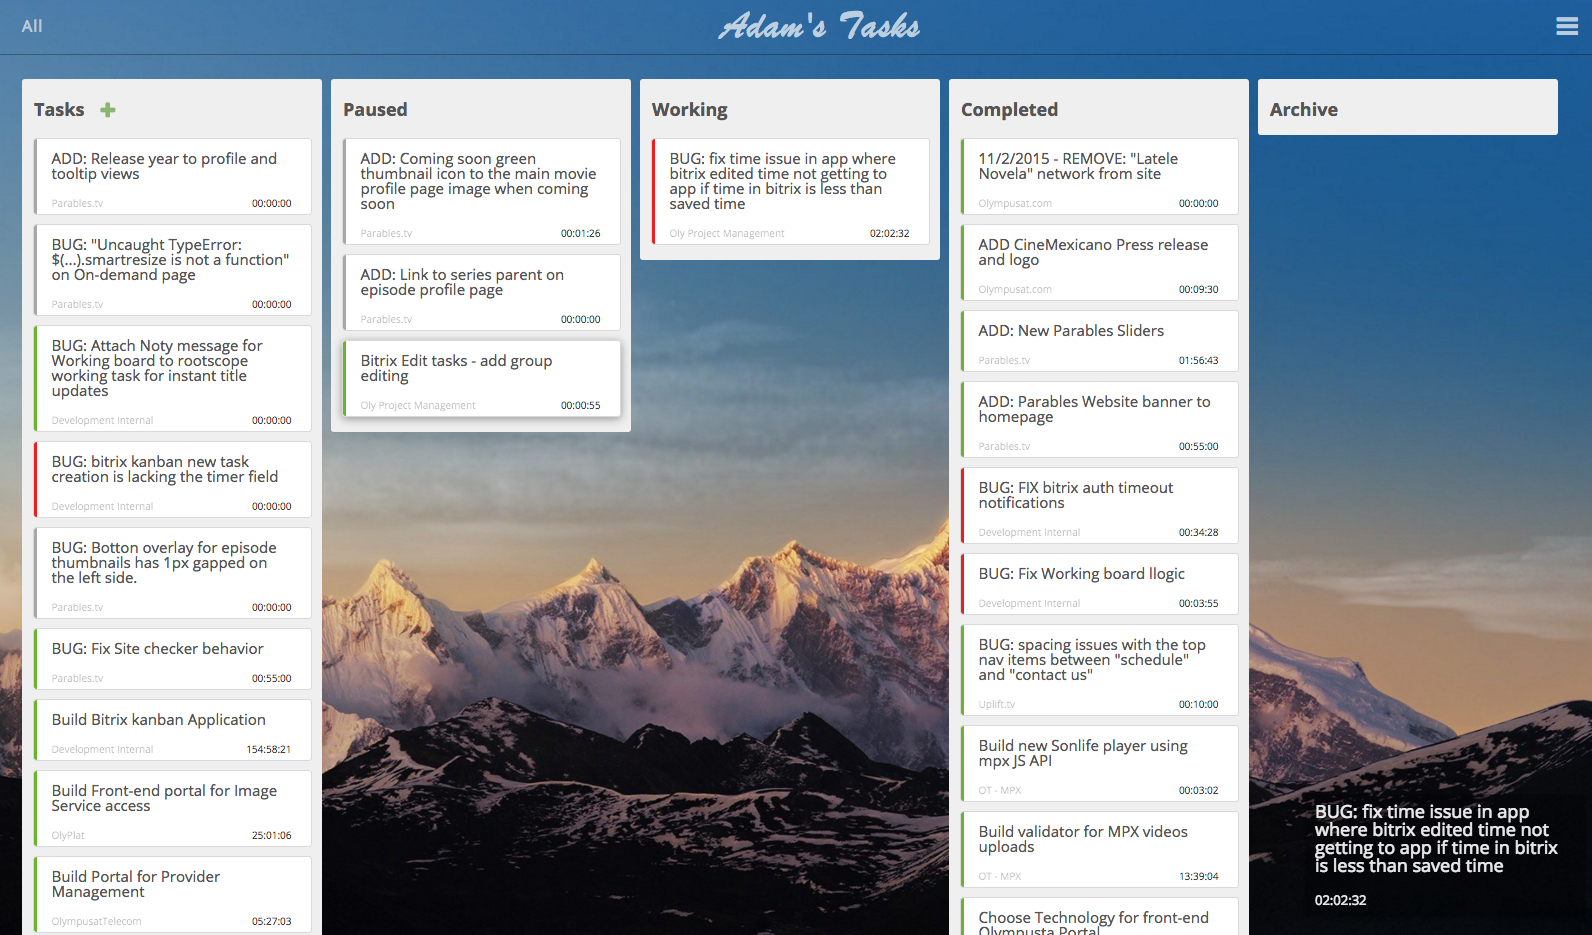 All
Adam's Tasks
Tasks
ADD: Release year to profile and
tooltip views
Parables.tv
00:00:00
BUG: "Uncaught TypeError:
$(...).smartresize is not a function"
on On-demand page
Parables.tv
00:00:00
BUG: Attach Noty message for
Working board to rootscope
working task for instant title
updates
Development Internal
00:00:00
BUG: bitrix kanban new task
creation is lacking the timer field
Development Internal
00:00:00
BUG: Botton overlay for episode
thumbnails has 1px gapped on
the left side.
Parables.tv
00:00:00
BUG: Fix Site checker behavior
Parables.tv
00:55:00
Build Bitrix kanban Application
Development Internal
154:58:21
Build Front-end portal for Image
Service access
OlyPlat
25:01:06
Build Portal for Provider
Management
OlympusatTelecom
05:27:03
Paused
ADD: Coming soon green
thumbnail icon to the main movie
profile page image when coming
soon
Parables.tv
00:01:26
ADD: Link to series parent on
episode profile page
Parables.tv
00:00:00
Bitrix Edit tasks - add group
editing
Oly Project Management
00:00:55
Working
BUG: fix time issue in app where
bitrix edited time not getting to
app if time in bitrix is less than
saved time
Oly Project Management
02:02:32
Completed
11/2/2015 - REMOVE: "Latele
Novela" network from site
Olympusat.com
00:00:00
ADD CineMexicano Press release
and logo
Olympusat.com
00:09:30
ADD: New Parables Sliders
Parables.tv
01:56:43
ADD: Parables Website banner to
homepage
Parables.tv
00:55:00
BUG: FIX bitrix auth timeout
notifications
Development Internal
00:34:28
BUG: Fix Working board llogic
Development Internal
00:03:55
BUG: spacing issues with the top
nav items between "schedule"
and "contact us"
Uplift.tv
00:10:00
Build new Sonlife player using
mpx JS API
OT - MPX
00:03:02
Build validator for MPX videos
uploads
OT - MPX
13:39:04
Choose Technology for front-end
Olympusta Portal
Archive
BUG: fix time issue in app
where bitrix edited time not
getting to app if time in bitrix
is less than saved time
02:02:32